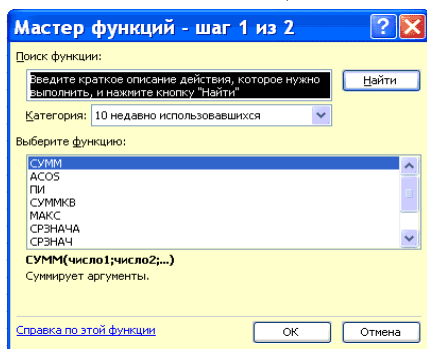 Мастер функций - шаг 1 из 2
Поиск функции:
Введите краткое описание действия, которое нужно
выполнить, и нажмите кнопку "Найти"
Найти
Категория: 10 недавно использовавшихся
Выберите функцию:
СУММ
ACOS
ПИ
СУММКВ
МАКС
СРЗНАЧА
СРЗНАЧ
СУММ(число1;число2;...)
Суммирует аргументы.
Справка по этой функции
ОК
Отмена